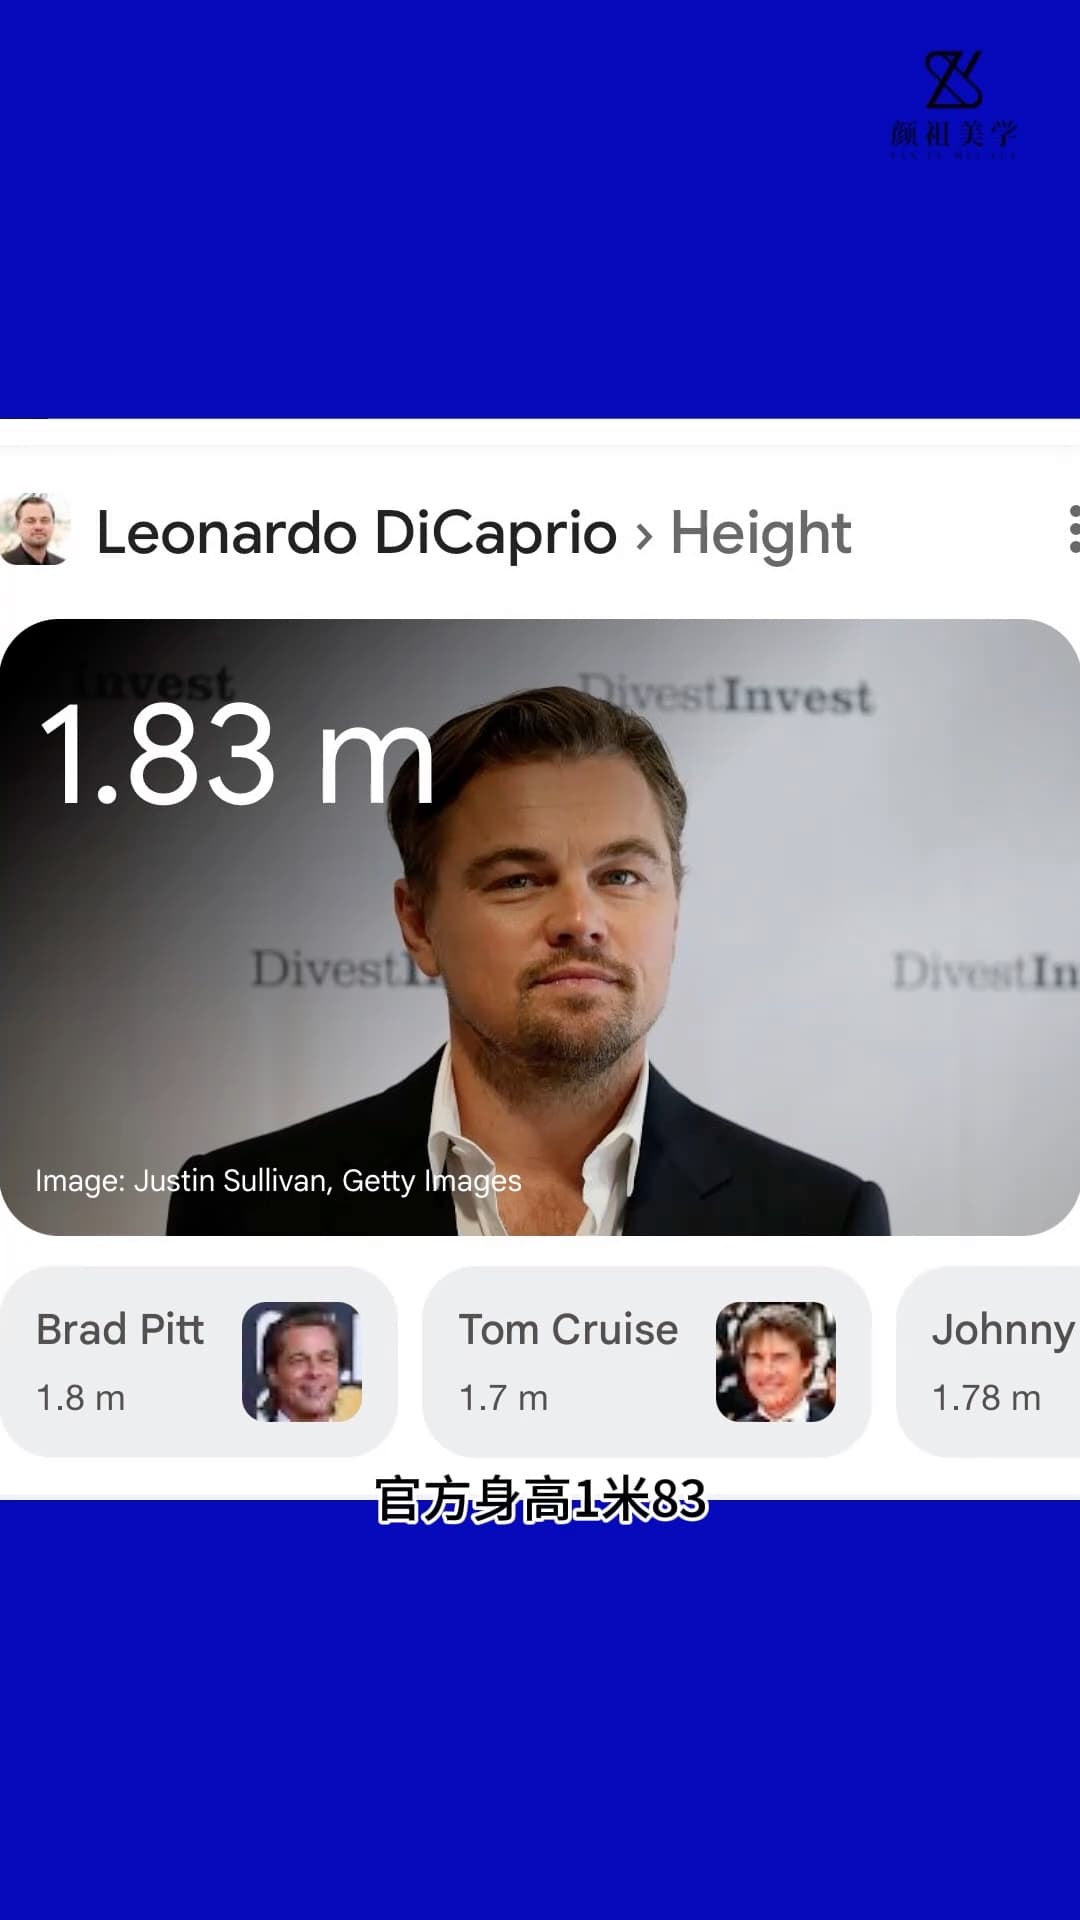 颜祖美学
Leonardo DiCaprio › Height
invest
DivestInvest
1.83 m
DivestI
DivestIn
Image: Justin Sullivan, Getty Images
Brad Pitt
1.8 m
Tom Cruise
1.7 m
Johnny
1.78 m
官方身高1米83